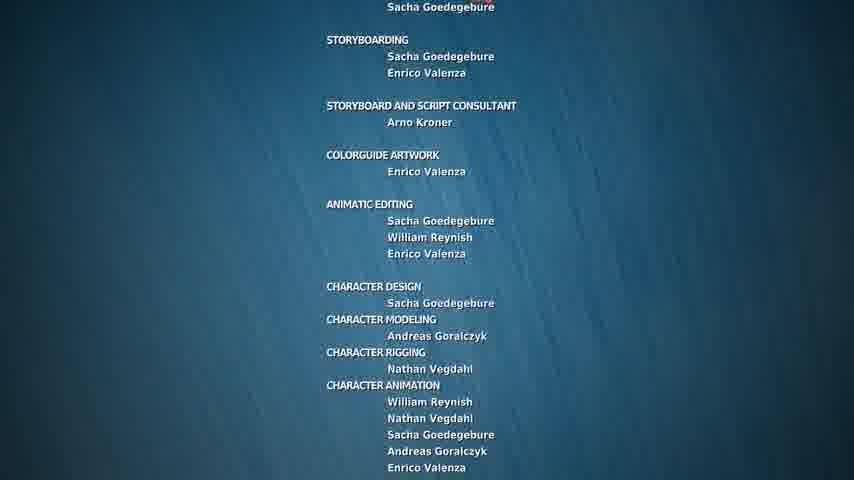 Sacha Goedegebure
STORYBOARDING
Sacha Goedegebure
Enrico Valenza
STORYBOARD AND SCRIPT CONSULTANT
Arno Kroner
COLORGUIDE ARTWORK
Enrico Valenza
ANIMATIC EDITING
Sacha Goedegebure
William Reynish
Enrico Valenza
CHARACTER DESIGN
Sacha Goedegebure
CHARACTER MODELING
Andreas Goralczyk
CHARACTER RIGGING
Nathan Vegdahl
CHARACTER ANIMATION
William Reynish
Nathan Vegdahl
Sacha Goedegebure
Andreas Goralczyk
Enrico Valenza